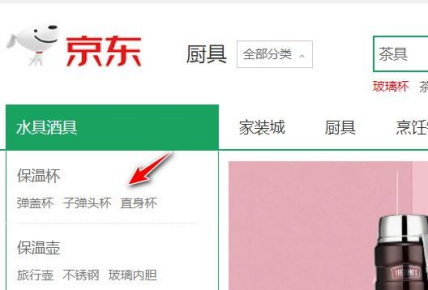 京东
厨具 全部分类
茶具
玻璃杯
水具酒具
家装城 厨具 烹饪
保温杯
弹盖杯 子弹头杯 直身杯
保温壶
旅行壶 不锈钢 玻璃内胆
THERMOS